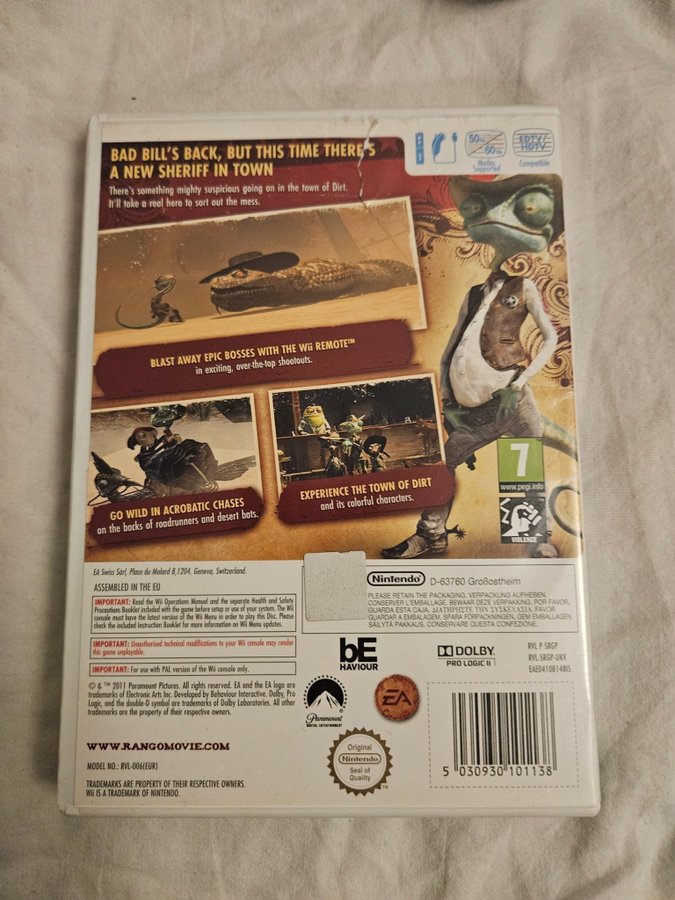 BAD BILL'S BACK, BUT THIS TIME THERE'S
A NEW SHERIFF IN TOWN
There's something mighty suspicious going on in the town of Dirt.
It'll take a real hero to sort out the mess.
50Hz
60Hz
Modes
Supported
EDTV/
HDTV
Compatible
BLAST AWAY EPIC BOSSES WITH THE Wii REMOTE™
in exciting, over-the-top shootouts.
GO WILD IN ACROBATIC CHASES
on the backs of roadrunners and desert bats.
EXPERIENCE THE TOWN OF DIRT
and its colorful characters.
7
www.pegi.info
VIOLENCE
EA Swiss Sàrl, Place du Molard 8,1204, Geneva, Switzerland.
ASSEMBLED IN THE EU
IMPORTANT: Read the Wii Operations Manual and the separate Health and Safety
Precautions Booklet included with the game before setup or use of your system. The Wii
console must have the latest version of the Wii Menu in order to play this Disc. Please
check the included Instruction Booklet for more information on Wii Menu updates.
IMPORTANT: Unauthorised technical modifications to your Wii console may render
this game unplayable.
IMPORTANT: For use with PAL version of the Wii console only.
© & ™ 2011 Paramount Pictures. All rights reserved. EA and the EA logo are
trademarks of Electronic Arts Inc. Developed by Behaviour Interactive. Dolby, Pro
Logic, and the double-D symbol are trademarks of Dolby Laboratories. All other
trademarks are the property of their respective owners.
WWW.RANGOMOVIE.COM
MODEL NO.: RVL-006(EUR)
TRADEMARKS ARE PROPERTY OF THEIR RESPECTIVE OWNERS.
Wii IS A TRADEMARK OF NINTENDO.
Nintendo D-63760 Großostheim
PLEASE RETAIN THE PACKAGING. VERPACKUNG AUFHEBEN.
CONSERVER L'EMBALLAGE. BEWAAR DEZE VERPAKKING. POR FAVOR,
GUARDA ESTA CAJA. ΔΙΑΤΗΡΗΣΤΕ ΤΗΝ ΣΥΣΚΕΥΑΣΙΑ. FAVOR
GUARDAR A EMBALAGEM. SPARA FÖRPACKNINGEN. GEM EMBALLAGEN.
SÄILYTÄ PAKKAUS. CONSERVARE QUESTA CONFEZIONE.
bE
HAVIOUR
DOLBY
PRO LOGIC II
RVL P SRGP
RVL-SRGP-UKV
EAE04108148IS
Paramount
DIGITAL ENTERTAINMENT
EA
Original
Nintendo
Seal of
Quality
™
5 030930 101138